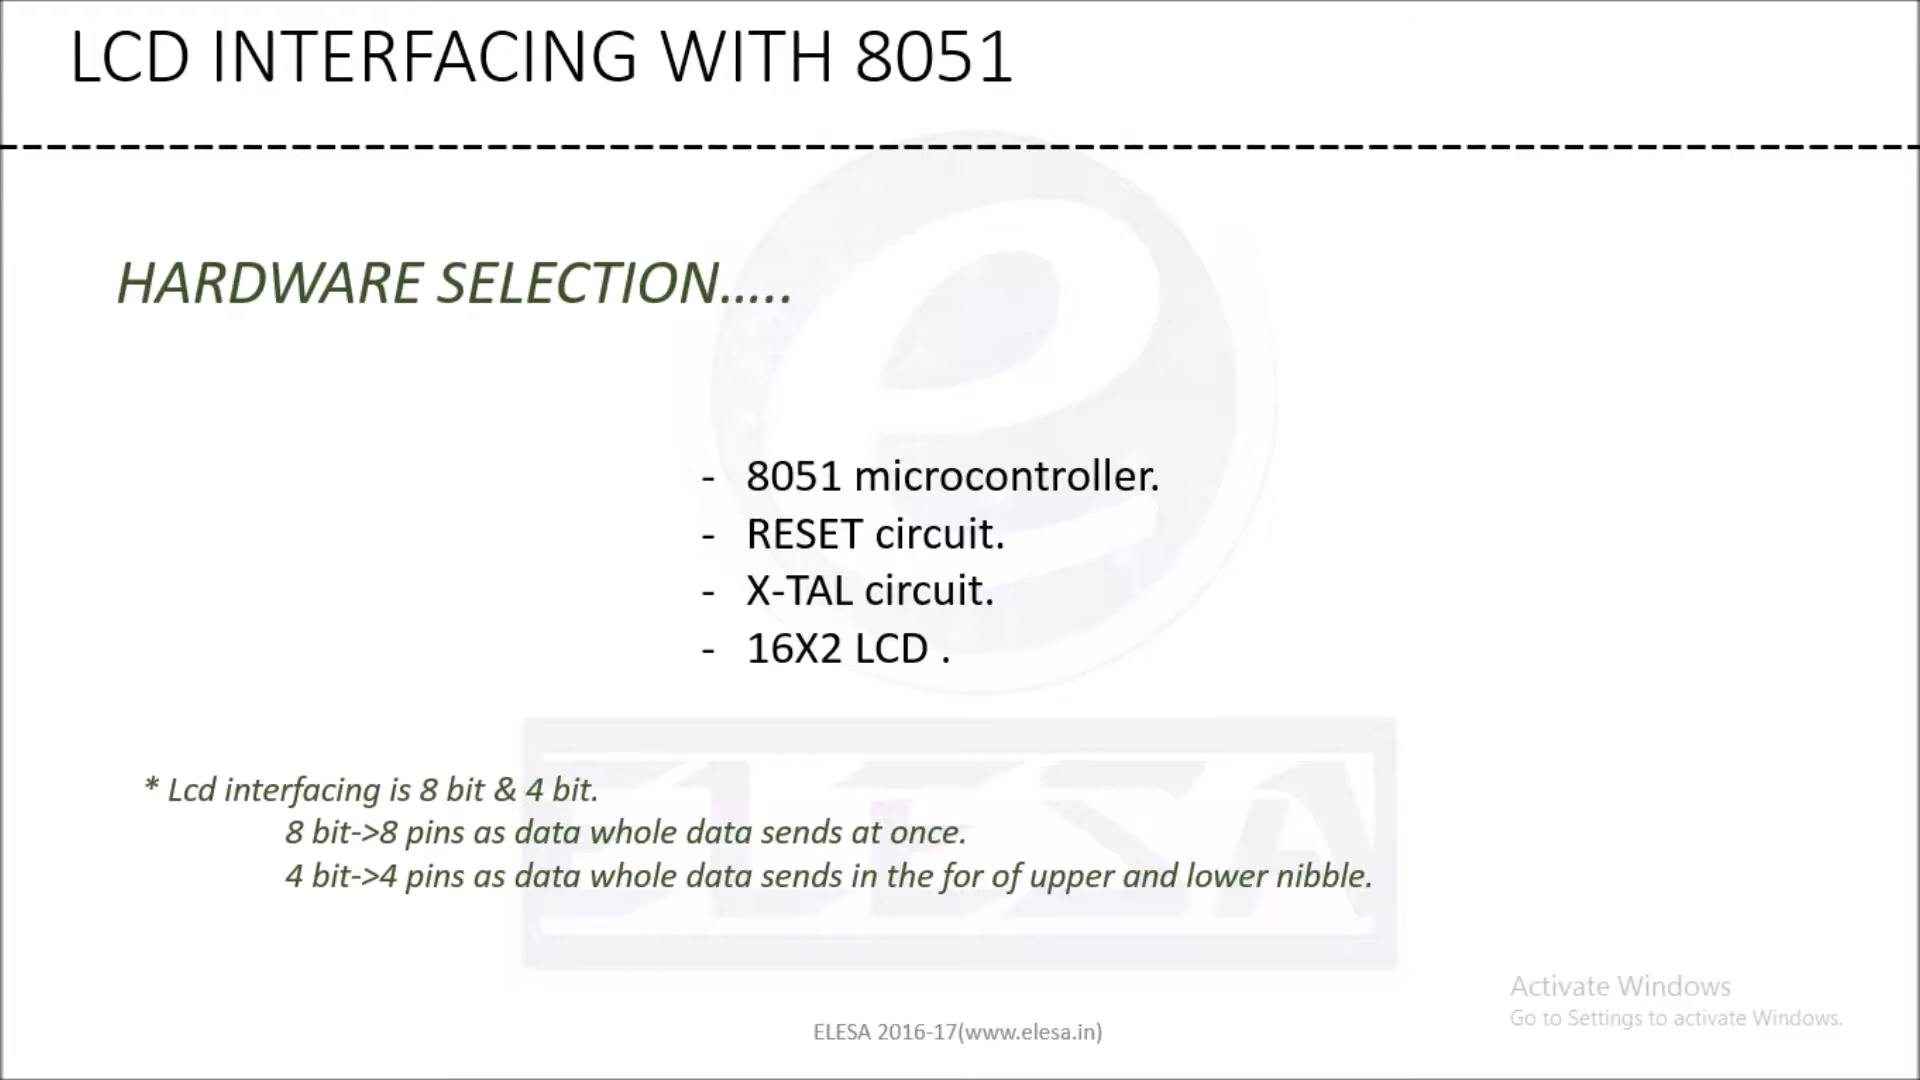 LCD INTERFACING WITH 8051
HARDWARE SELECTION.....
- 8051 microcontroller.
- RESET circuit.
- X-TAL circuit.
- 16X2 LCD .
* Lcd interfacing is 8 bit & 4 bit.
8 bit->8 pins as data whole data sends at once.
4 bit->4 pins as data whole data sends in the for of upper and lower nibble.
ELESA
Activate Windows
Go to Settings to activate Windows.
ELESA 2016-17(www.elesa.in)